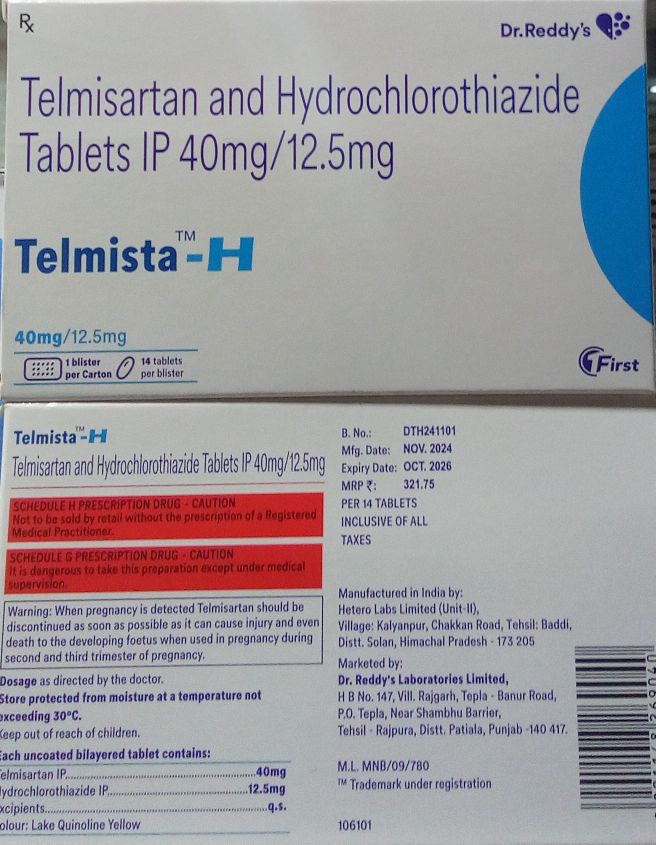 Rx
Dr.Reddy's
Telmisartan and Hydrochlorothiazide
Tablets IP 40mg/12.5mg
Telmista™-H
40mg/12.5mg
1 blister
per Carton
14 tablets
per blister
First
Telmista™-H
Telmisartan and Hydrochlorothiazide Tablets IP 40mg/12.5mg
SCHEDULE H PRESCRIPTION DRUG - CAUTION
Not to be sold by retail without the prescription of a Registered
Medical Practitioner.
SCHEDULE G PRESCRIPTION DRUG - CAUTION
It is dangerous to take this preparation except under medical
supervision.
Warning: When pregnancy is detected Telmisartan should be
discontinued as soon as possible as it can cause injury and even
death to the developing foetus when used in pregnancy during
second and third trimester of pregnancy.
Dosage as directed by the doctor.
Store protected from moisture at a temperature not
exceeding 30°C.
Keep out of reach of children.
Each uncoated bilayered tablet contains:
Telmisartan IP....40mg
Hydrochlorothiazide IP....12.5mg
Excipients....q.s.
Colour: Lake Quinoline Yellow
B. No.: DTH241101
Mfg. Date: NOV. 2024
Expiry Date: OCT. 2026
MRP ₹: 321.75
PER 14 TABLETS
INCLUSIVE OF ALL
TAXES
Manufactured in India by:
Hetero Labs Limited (Unit-II),
Village: Kalyanpur, Chakkan Road, Tehsil: Baddi,
Distt. Solan, Himachal Pradesh - 173 205
Marketed by:
Dr. Reddy's Laboratories Limited,
H B No. 147, Vill. Rajgarh, Tepla - Banur Road,
P.O. Tepla, Near Shambhu Barrier,
Tehsil - Rajpura, Distt. Patiala, Punjab -140 417.
M.L. MNB/09/780
™ Trademark under registration
106101